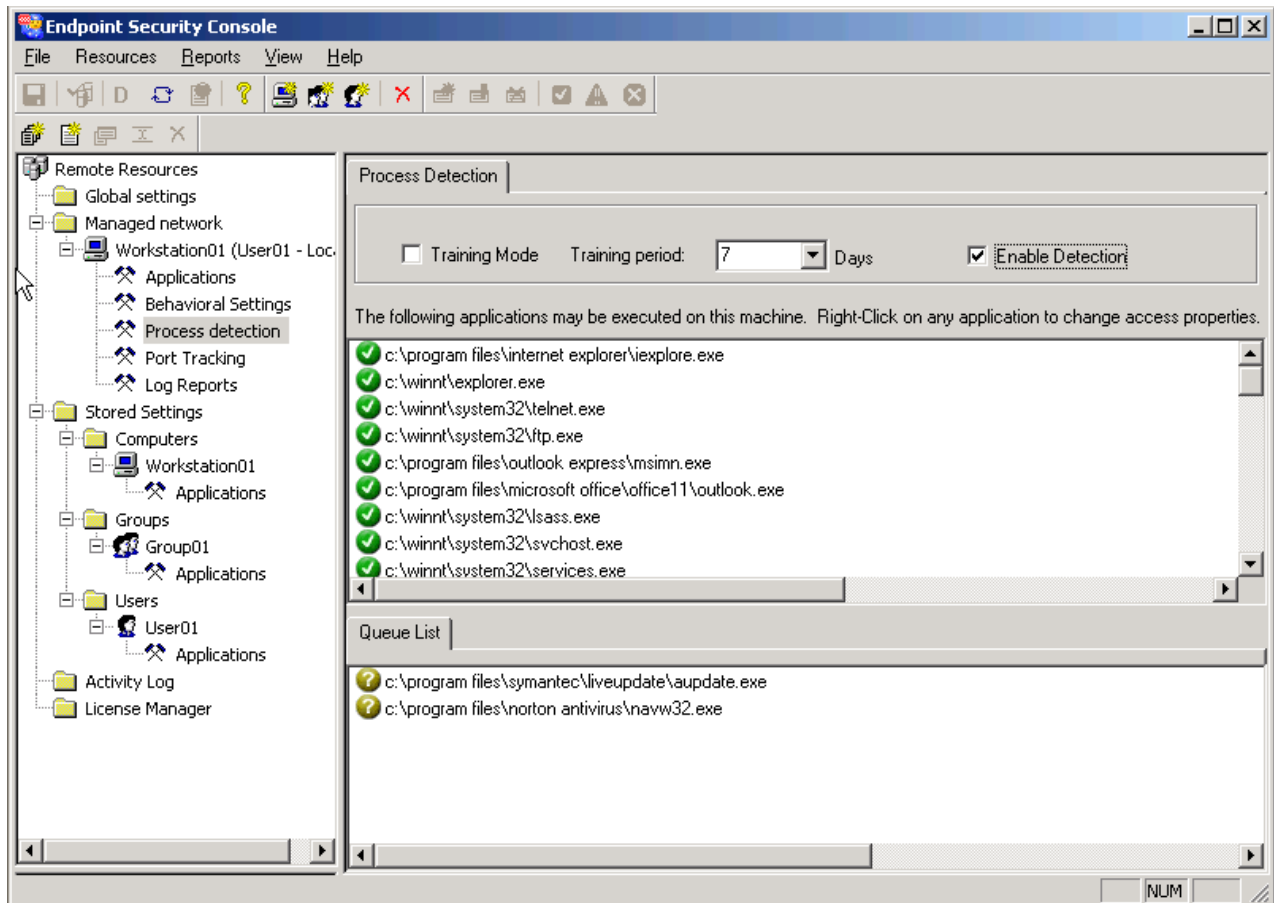 Endpoint Security Console
File Resources Reports View Help
D
Remote Resources
Global settings
Managed network
Workstation01 (User01 - Loc
Applications
Behavioral Settings
Process detection
Port Tracking
Log Reports
Stored Settings
Computers
Workstation01
Applications
Groups
Group01
Applications
Users
User01
Applications
Activity Log
License Manager
Process Detection
Training Mode Training period: 7 Days Enable Detection
The following applications may be executed on this machine. Right-Click on any application to change access properties.
c:\program files\internet explorer\iexplore.exe
c:\winnt\explorer.exe
c:\winnt\system32\telnet.exe
c:\winnt\system32\ftp.exe
c:\program files\outlook express\msimn.exe
c:\program files\microsoft office\office11\outlook.exe
c:\winnt\system32\lsass.exe
c:\winnt\system32\svchost.exe
c:\winnt\system32\services.exe
Queue List
c:\program files\symantec\liveupdate\aupdate.exe
c:\program files\norton antivirus\navw32.exe
NUM